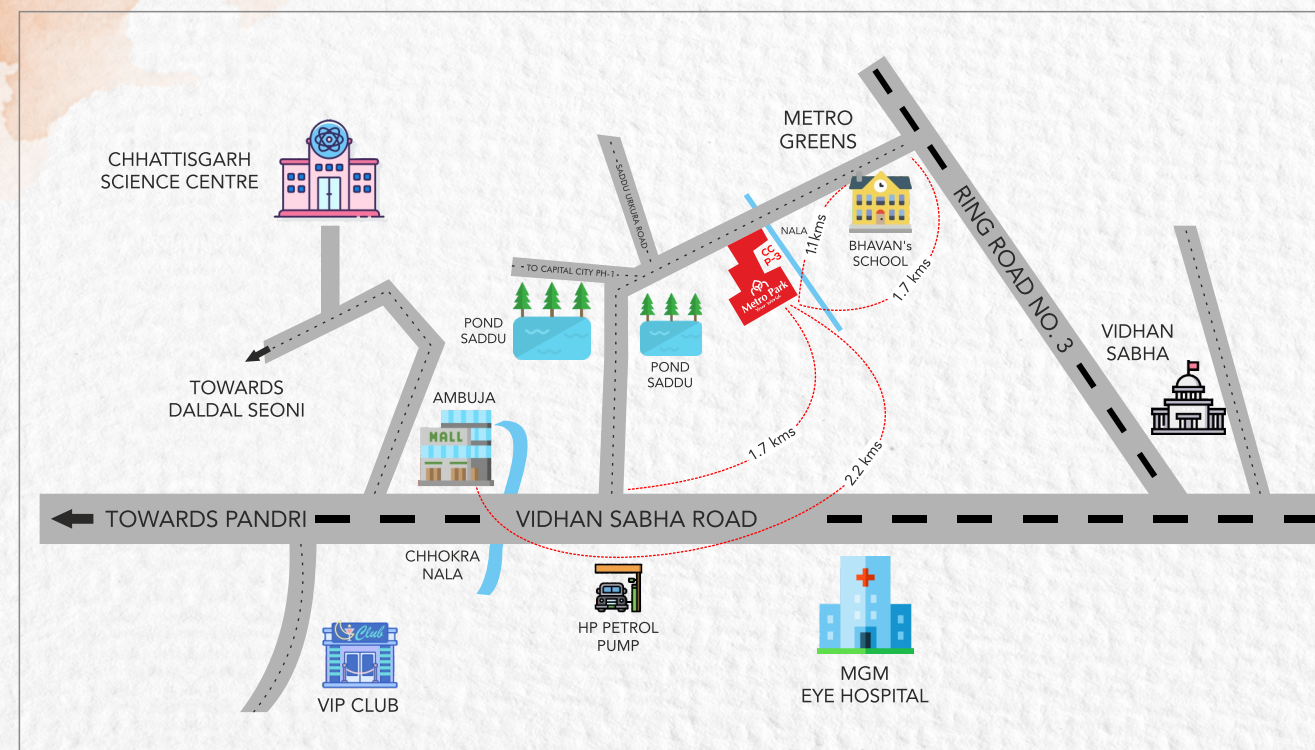 METRO
GREENS
CHHATTISGARH
SCIENCE CENTRE
SADDU URKURA ROAD
RING ROAD NO. 3
NALA
1.1kms
BHAVAN's
SCHOOL
CC
P-3
Metro Park
TO CAPITAL CITY PH-1
1.7 kms
POND
SADDU
POND
SADDU
VIDHAN
SABHA
TOWARDS
DALDAL SEONI
AMBUJA
MALL
1.7 kms
2.2 kms
TOWARDS PANDRI
VIDHAN SABHA ROAD
CHHOKRA
NALA
HP PETROL
PUMP
Club
VIP CLUB
MGM
EYE HOSPITAL